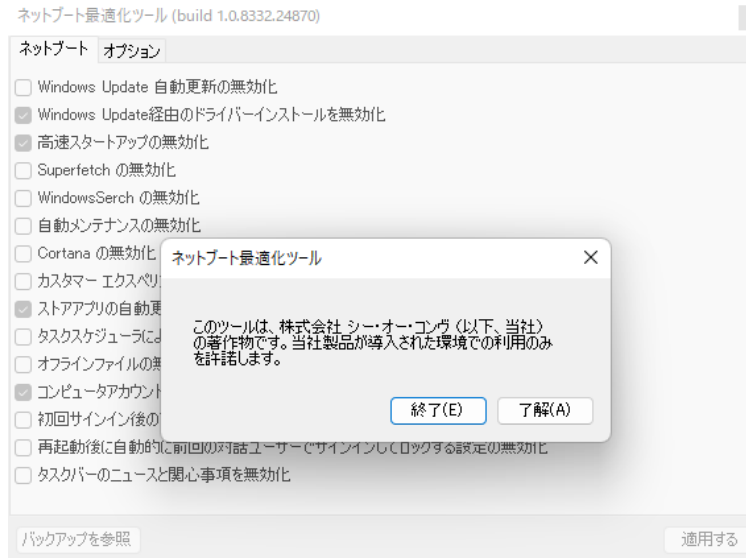 ネットブート最適化ツール (build 1.0.8332.24870)
ネットブート オプション
Windows Update 自動更新の無効化
Windows Update経由のドライバーインストールを無効化
高速スタートアップの無効化
Superfetch の無効化
WindowsSerch の無効化
自動メンテナンスの無効化
Cortana の無効化
カスタマー エクスペリ
ストアアプリの自動更
タスクスケジューラによ
オフラインファイルの無
コンピュータアカウント
初回サインイン後の
再起動後に自動的に前回の対話ユーザーでサインインしてロックする設定の無効化
タスクバーのニュースと関心事項を無効化
ネットブート最適化ツール
このツールは、株式会社 シー・オー・コンヴ (以下、当社)
の著作物です。当社製品が導入された環境での利用のみ
を許諾します。
終了(E) 了解(A)
バックアップを参照 適用する